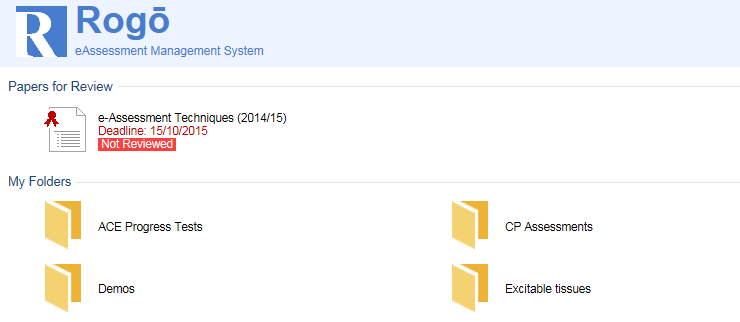 R
Rogō
eAssessment Management System
Papers for Review
e-Assessment Techniques (2014/15)
Deadline: 15/10/2015
Not Reviewed
My Folders
ACE Progress Tests
CP Assessments
Demos
Excitable tissues